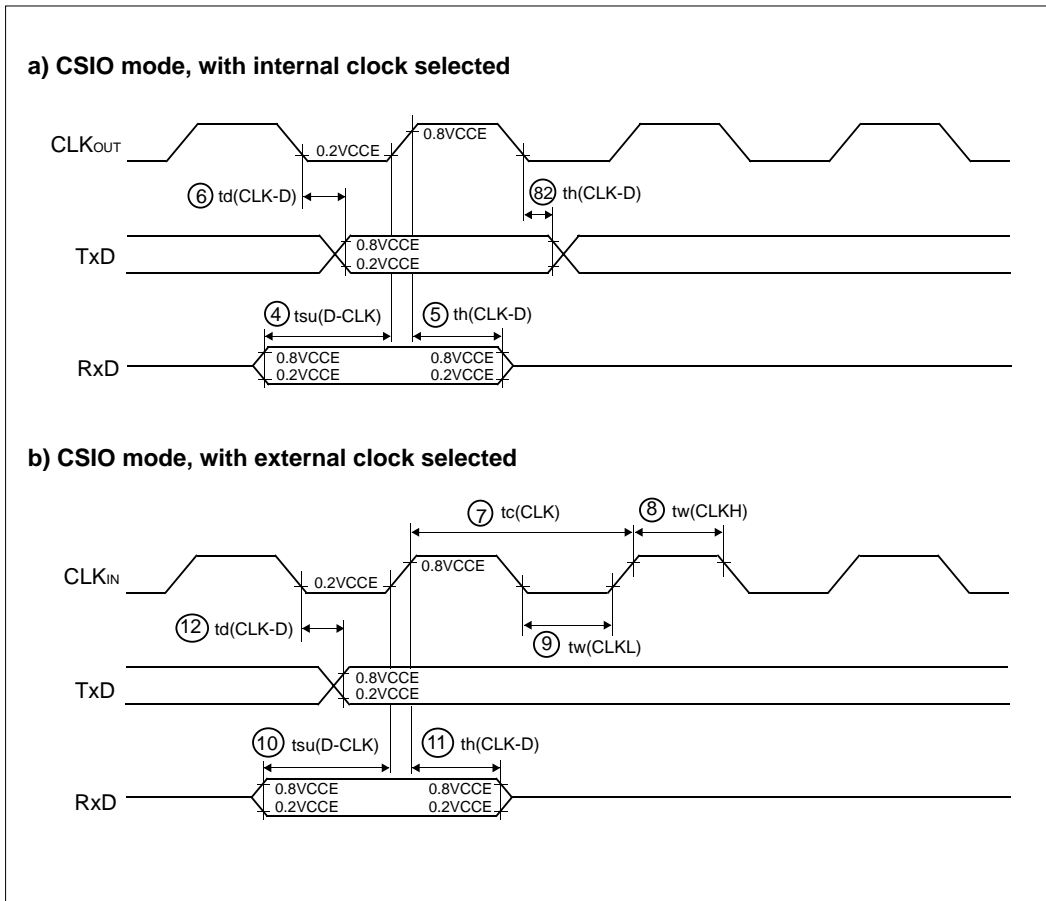 a) CSIO mode, with internal clock selected
CLKOUT
0.2VCCE
0.8VCCE
6 td(CLK-D)
82 th(CLK-D)
TxD
0.8VCCE
0.2VCCE
4 tsu(D-CLK)
5 th(CLK-D)
RxD
0.8VCCE
0.8VCCE
0.2VCCE
0.2VCCE
b) CSIO mode, with external clock selected
7 tc(CLK)
8 tw(CLKH)
CLKIN
0.2VCCE
0.8VCCE
12 td(CLK-D)
9 tw(CLKL)
TxD
0.8VCCE
0.2VCCE
10 tsu(D-CLK)
11 th(CLK-D)
RxD
0.8VCCE
0.8VCCE
0.2VCCE
0.2VCCE